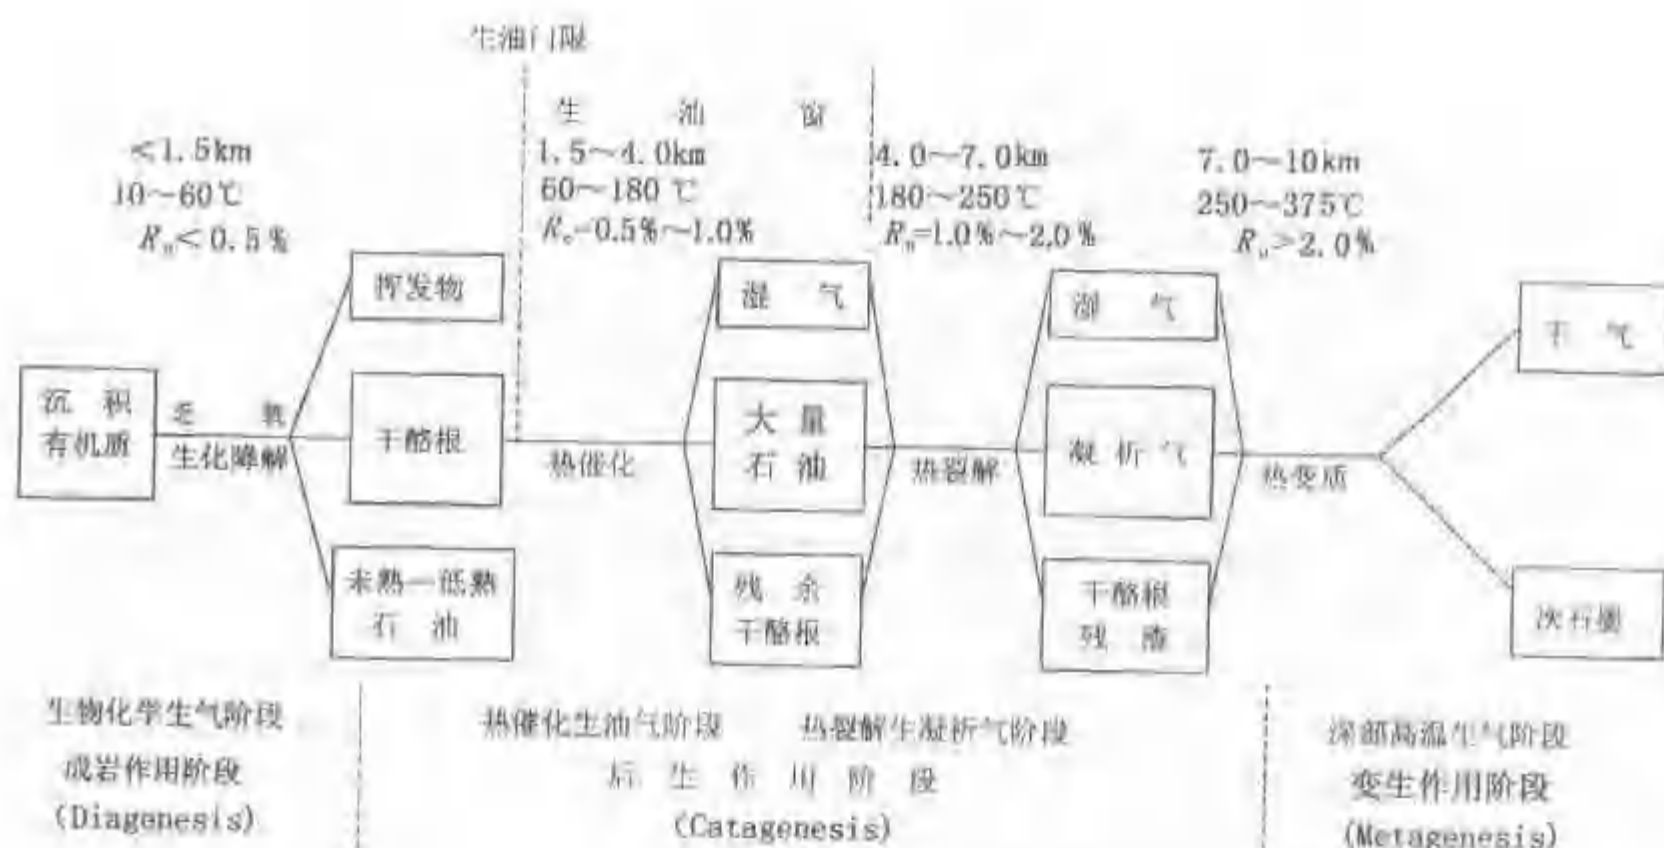 生油门限
生 油 窗
<1.5km
10~60℃
Rₒ<0.5%
1.5~4.0km
60~180℃
Rₒ=0.5%~1.0%
4.0~7.0km
180~250℃
Rₒ=1.0%~2.0%
7.0~10km
250~375℃
Rₒ>2.0%
沉积
有机质
乏氧
生化降解
挥发物
干酪根
未熟—低熟
石油
热催化
湿气
大量
石油
残余
干酪根
热裂解
湿气
凝析气
干酪根
残渣
热变质
干气
次石墨
生物化学生气阶段
成岩作用阶段
(Diagenesis)
热催化生油气阶段 热裂解生凝析气阶段
后生作用阶段
(Catagenesis)
深部高温生气阶段
变生作用阶段
(Metagenesis)